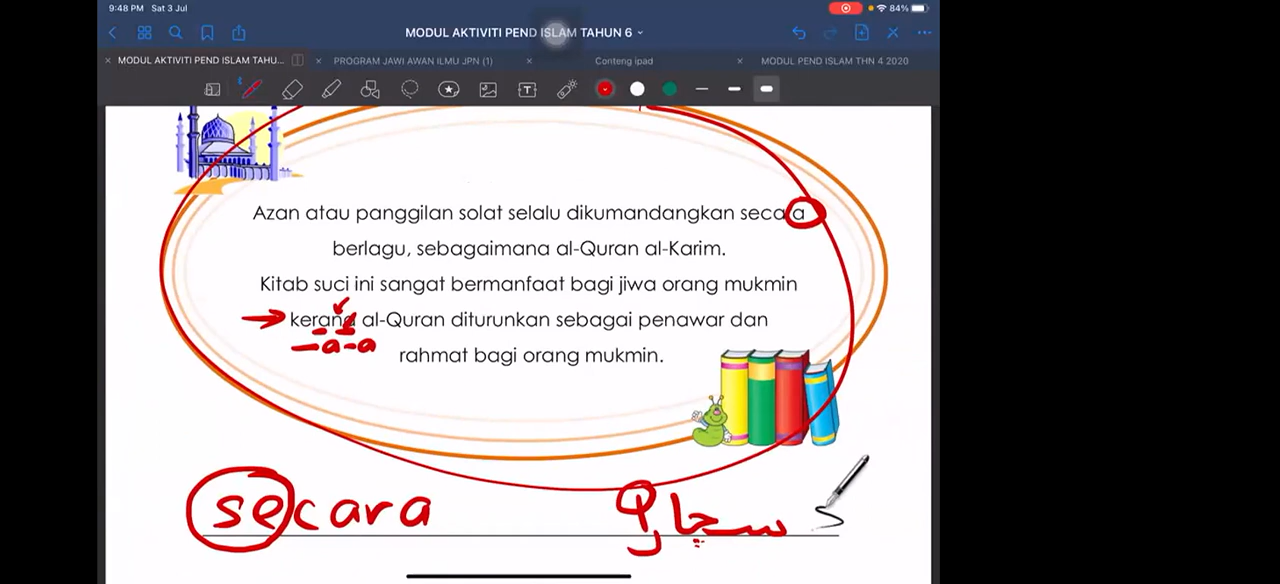 9:48 PM Sat 3 Jul
84%
MODUL AKTIVITI PEND ISLAM TAHUN 6
MODUL AKTIVITI PEND ISLAM TAHU...
PROGRAM JAWI AWAN ILMU JPN (1)
Conteng ipad
MODUL PEND ISLAM THN 4 2020
Azan atau panggilan solat selalu dikumandangkan secara
berlagu, sebagaimana al-Quran al-Karim.
Kitab suci ini sangat bermanfaat bagi jiwa orang mukmin
kerana al-Quran diturunkan sebagai penawar dan
– a – a
rahmat bagi orang mukmin.
secara